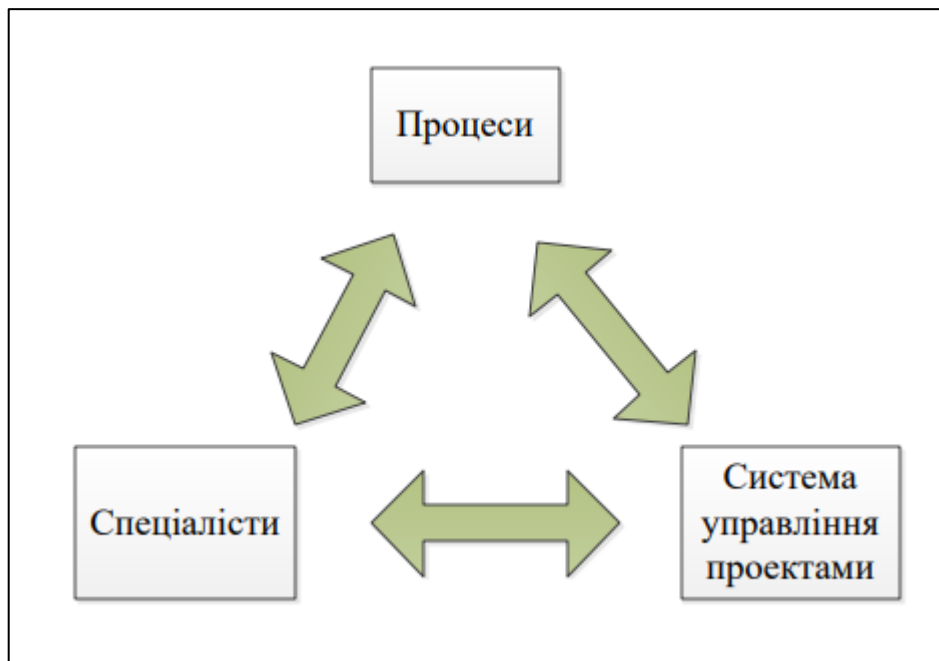 Процеси
Спеціалісти
Система
управління
проектами